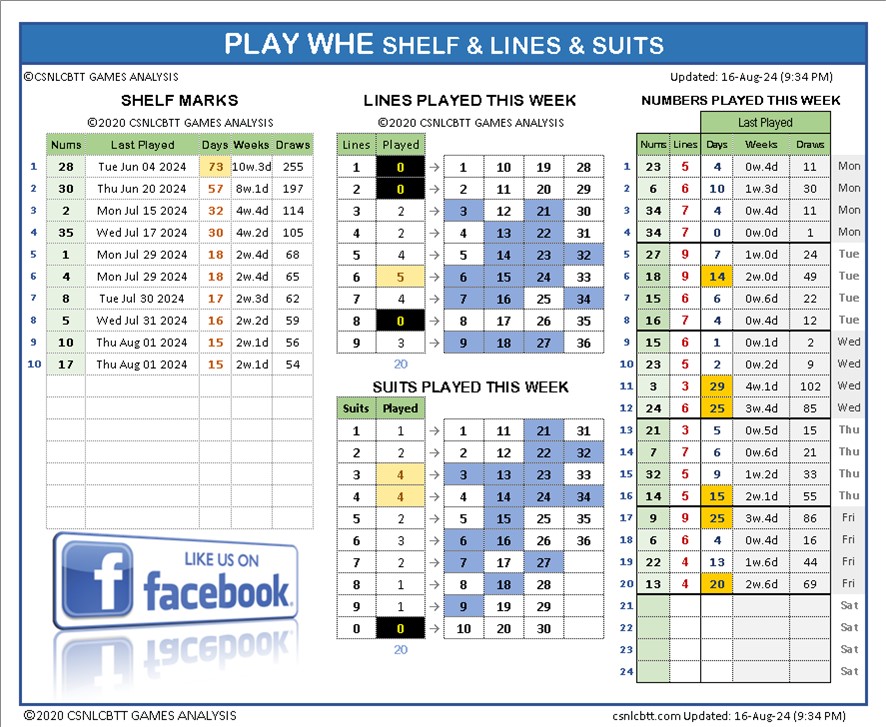 PLAY WHE SHELF & LINES & SUITS
©CSNLCBTT GAMES ANALYSIS
Updated: 16-Aug-24 (9:34 PM)
SHELF MARKS
©2020 CSNLCBTT GAMES ANALYSIS
Nums Last Played Days Weeks Draws
1 28 Tue Jun 04 2024 73 10w.3d 255
2 30 Thu Jun 20 2024 57 8w.1d 197
3 2 Mon Jul 15 2024 32 4w.4d 114
4 35 Wed Jul 17 2024 30 4w.2d 105
5 1 Mon Jul 29 2024 18 2w.4d 68
6 4 Mon Jul 29 2024 18 2w.4d 65
7 8 Tue Jul 30 2024 17 2w.3d 62
8 5 Wed Jul 31 2024 16 2w.2d 59
9 10 Thu Aug 01 2024 15 2w.1d 56
10 17 Thu Aug 01 2024 15 2w.1d 54
LIKE US ON
facebook.
LINES PLAYED THIS WEEK
©2020 CSNLCBTT GAMES ANALYSIS
Lines Played
1 0 → 1 10 19 28
2 0 → 2 11 20 29
3 2 → 3 12 21 30
4 2 → 4 13 22 31
5 4 → 5 14 23 32
6 5 → 6 15 24 33
7 4 → 7 16 25 34
8 0 → 8 17 26 35
9 3 → 9 18 27 36
20
SUITS PLAYED THIS WEEK
Suits Played
1 1 → 1 11 21 31
2 2 → 2 12 22 32
3 4 → 3 13 23 33
4 4 → 4 14 24 34
5 2 → 5 15 25 35
6 3 → 6 16 26 36
7 2 → 7 17 27
8 1 → 8 18 28
9 1 → 9 19 29
0 0 → 10 20 30
20
NUMBERS PLAYED THIS WEEK
Last Played
Nums Lines Days Weeks Draws
1 23 5 4 0w.4d 11 Mon
2 6 6 10 1w.3d 30 Mon
3 34 7 4 0w.4d 11 Mon
4 34 7 0 0w.0d 1 Mon
5 27 9 7 1w.0d 24 Tue
6 18 9 14 2w.0d 49 Tue
7 15 6 6 0w.6d 22 Tue
8 16 7 4 0w.4d 12 Tue
9 15 6 1 0w.1d 2 Wed
10 23 5 2 0w.2d 9 Wed
11 3 3 29 4w.1d 102 Wed
12 24 6 25 3w.4d 85 Wed
13 21 3 5 0w.5d 15 Thu
14 7 7 6 0w.6d 21 Thu
15 32 5 9 1w.2d 33 Thu
16 14 5 15 2w.1d 55 Thu
17 9 9 25 3w.4d 86 Fri
18 6 6 4 0w.4d 16 Fri
19 22 4 13 1w.6d 44 Fri
20 13 4 20 2w.6d 69 Fri
21 Sat
22 Sat
23 Sat
24 Sat
©2020 CSNLCBTT GAMES ANALYSIS
csnlcbtt.com Updated: 16-Aug-24 (9:34 PM)